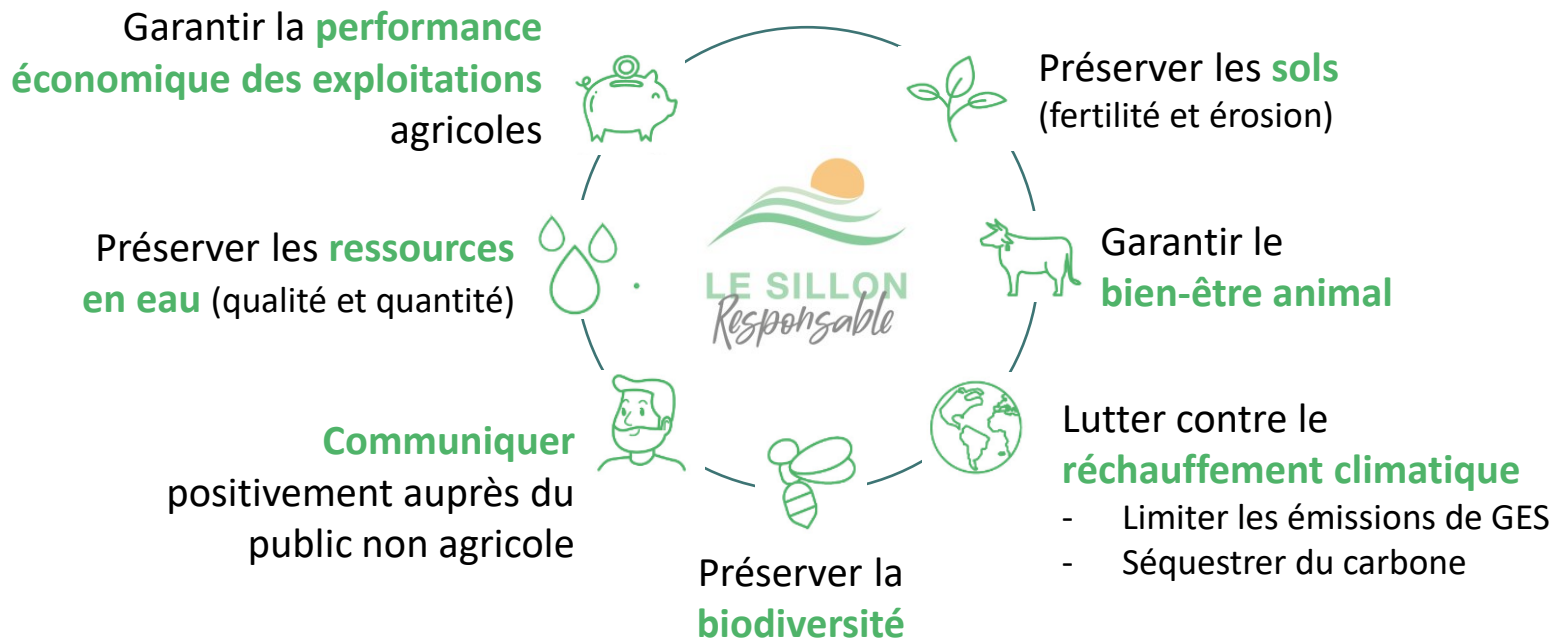 Garantir la performance
économique des exploitations
agricoles
Préserver les sols
(fertilité et érosion)
LE SILLON
Responsable
Préserver les ressources
en eau (qualité et quantité)
Garantir le
bien-être animal
Communiquer
positivement auprès du
public non agricole
Lutter contre le
réchauffement climatique
- Limiter les émissions de GES
- Séquestrer du carbone
Préserver la
biodiversité